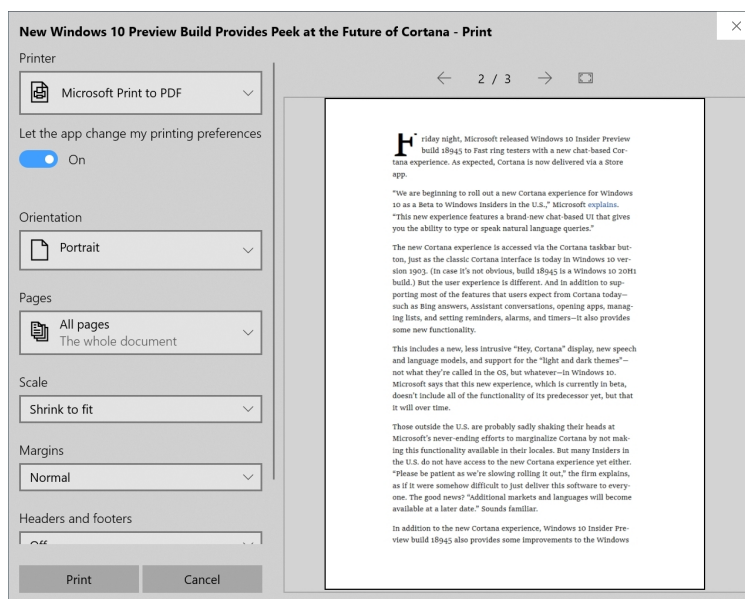 New Windows 10 Preview Build Provides Peek at the Future of Cortana - Print
Printer
Microsoft Print to PDF
Let the app change my printing preferences
On
Orientation
Portrait
Pages
All pages
The whole document
Scale
Shrink to fit
Margins
Normal
Headers and footers
Off
Print
Cancel
2 / 3
Friday night, Microsoft released Windows 10 Insider Preview
build 18945 to Fast ring testers with a new chat-based Cor-
tana experience. As expected, Cortana is now delivered via a Store
app.
“We are beginning to roll out a new Cortana experience for Windows
10 as a Beta to Windows Insiders in the U.S.,” Microsoft explains.
“This new experience features a brand-new chat-based UI that gives
you the ability to type or speak natural language queries.”
The new Cortana experience is accessed via the Cortana taskbar but-
ton, just as the classic Cortana interface is today in Windows 10 ver-
sion 1903. (In case it’s not obvious, build 18945 is a Windows 10 20H1
build.) But the user experience is different. And in addition to sup-
porting most of the features that users expect from Cortana today—
such as Bing answers, Assistant conversations, opening apps, manag-
ing lists, and setting reminders, alarms, and timers—it also provides
some new functionality.
This includes a new, less intrusive “Hey, Cortana” display, new speech
and language models, and support for the “light and dark themes”—
not what they’re called in the OS, but whatever—in Windows 10.
Microsoft says that this new experience, which is currently in beta,
doesn’t include all of the functionality of its predecessor yet, but that
it will over time.
Those outside the U.S. are probably sadly shaking their heads at
Microsoft’s never-ending efforts to marginalize Cortana by not mak-
ing this functionality available in their locales. But many Insiders in
the U.S. do not have access to the new Cortana experience yet either.
“Please be patient as we’re slowing rolling it out,” the firm explains,
as if it were somehow difficult to just deliver this software to every-
one. The good news? “Additional markets and languages will become
available at a later date.” Sounds familiar.
In addition to the new Cortana experience, Windows 10 Insider Pre-
view build 18945 also provides some improvements to the Windows